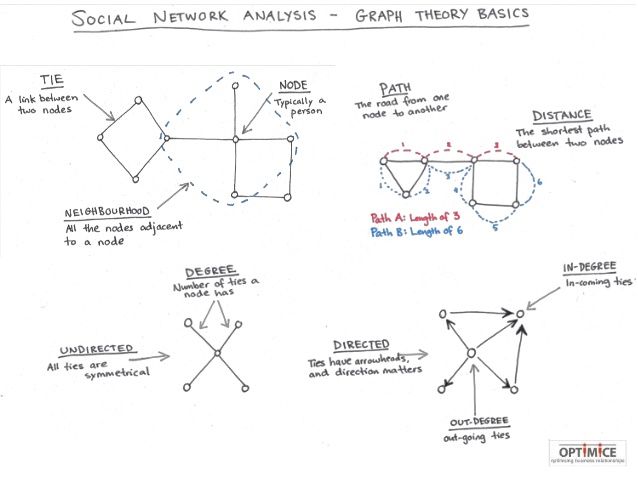 SOCIAL NETWORK ANALYSIS - GRAPH THEORY BASICS
TIE
A link between
two nodes
NODE
Typically a
person
NEIGHBOURHOOD
All the nodes adjacent
to a node
PATH
The road from one
node to another
DISTANCE
The shortest path
between two nodes
1
2
3
1
2
3
4
5
6
Path A: Length of 3
Path B: Length of 6
DEGREE
Number of ties a
node has
UNDIRECTED
All ties are
symmetrical
DIRECTED
Ties have arrowheads,
and direction matters
IN-DEGREE
In-coming ties
OUT-DEGREE
out-going ties
OPTIMICE
optimising business relationships